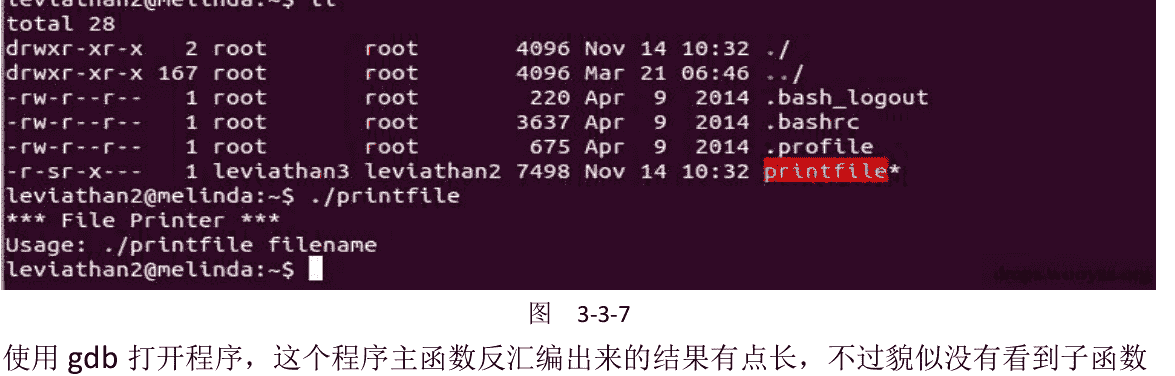 leviathan2@melinda:~$ ll
total 28
drwxr-xr-x   2 root       root       4096 Nov 14 10:32 ./
drwxr-xr-x 167 root       root       4096 Mar 21 06:46 ../
-rw-r--r--   1 root       root        220 Apr  9  2014 .bash_logout
-rw-r--r--   1 root       root       3637 Apr  9  2014 .bashrc
-rw-r--r--   1 root       root        675 Apr  9  2014 .profile
-r-sr-x---   1 leviathan3 leviathan2 7498 Nov 14 10:32 printfile*
leviathan2@melinda:~$ ./printfile
*** File Printer ***
Usage: ./printfile filename
leviathan2@melinda:~$
图 3-3-7
使用 gdb 打开程序，这个程序主函数反汇编出来的结果有点长，不过貌似没有看到子函数